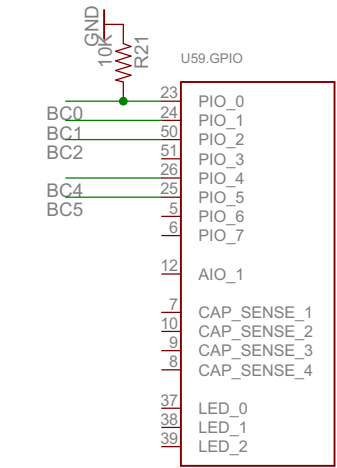 GND
10K
R21
U59.GPIO
BC0 23 PIO_0
BC1 24 PIO_1
BC2 50 PIO_2
51 PIO_3
BC4 26 PIO_4
BC5 25 PIO_5
5 PIO_6
6 PIO_7
12 AIO_1
7 CAP_SENSE_1
10 CAP_SENSE_2
9 CAP_SENSE_3
8 CAP_SENSE_4
37 LED_0
38 LED_1
39 LED_2